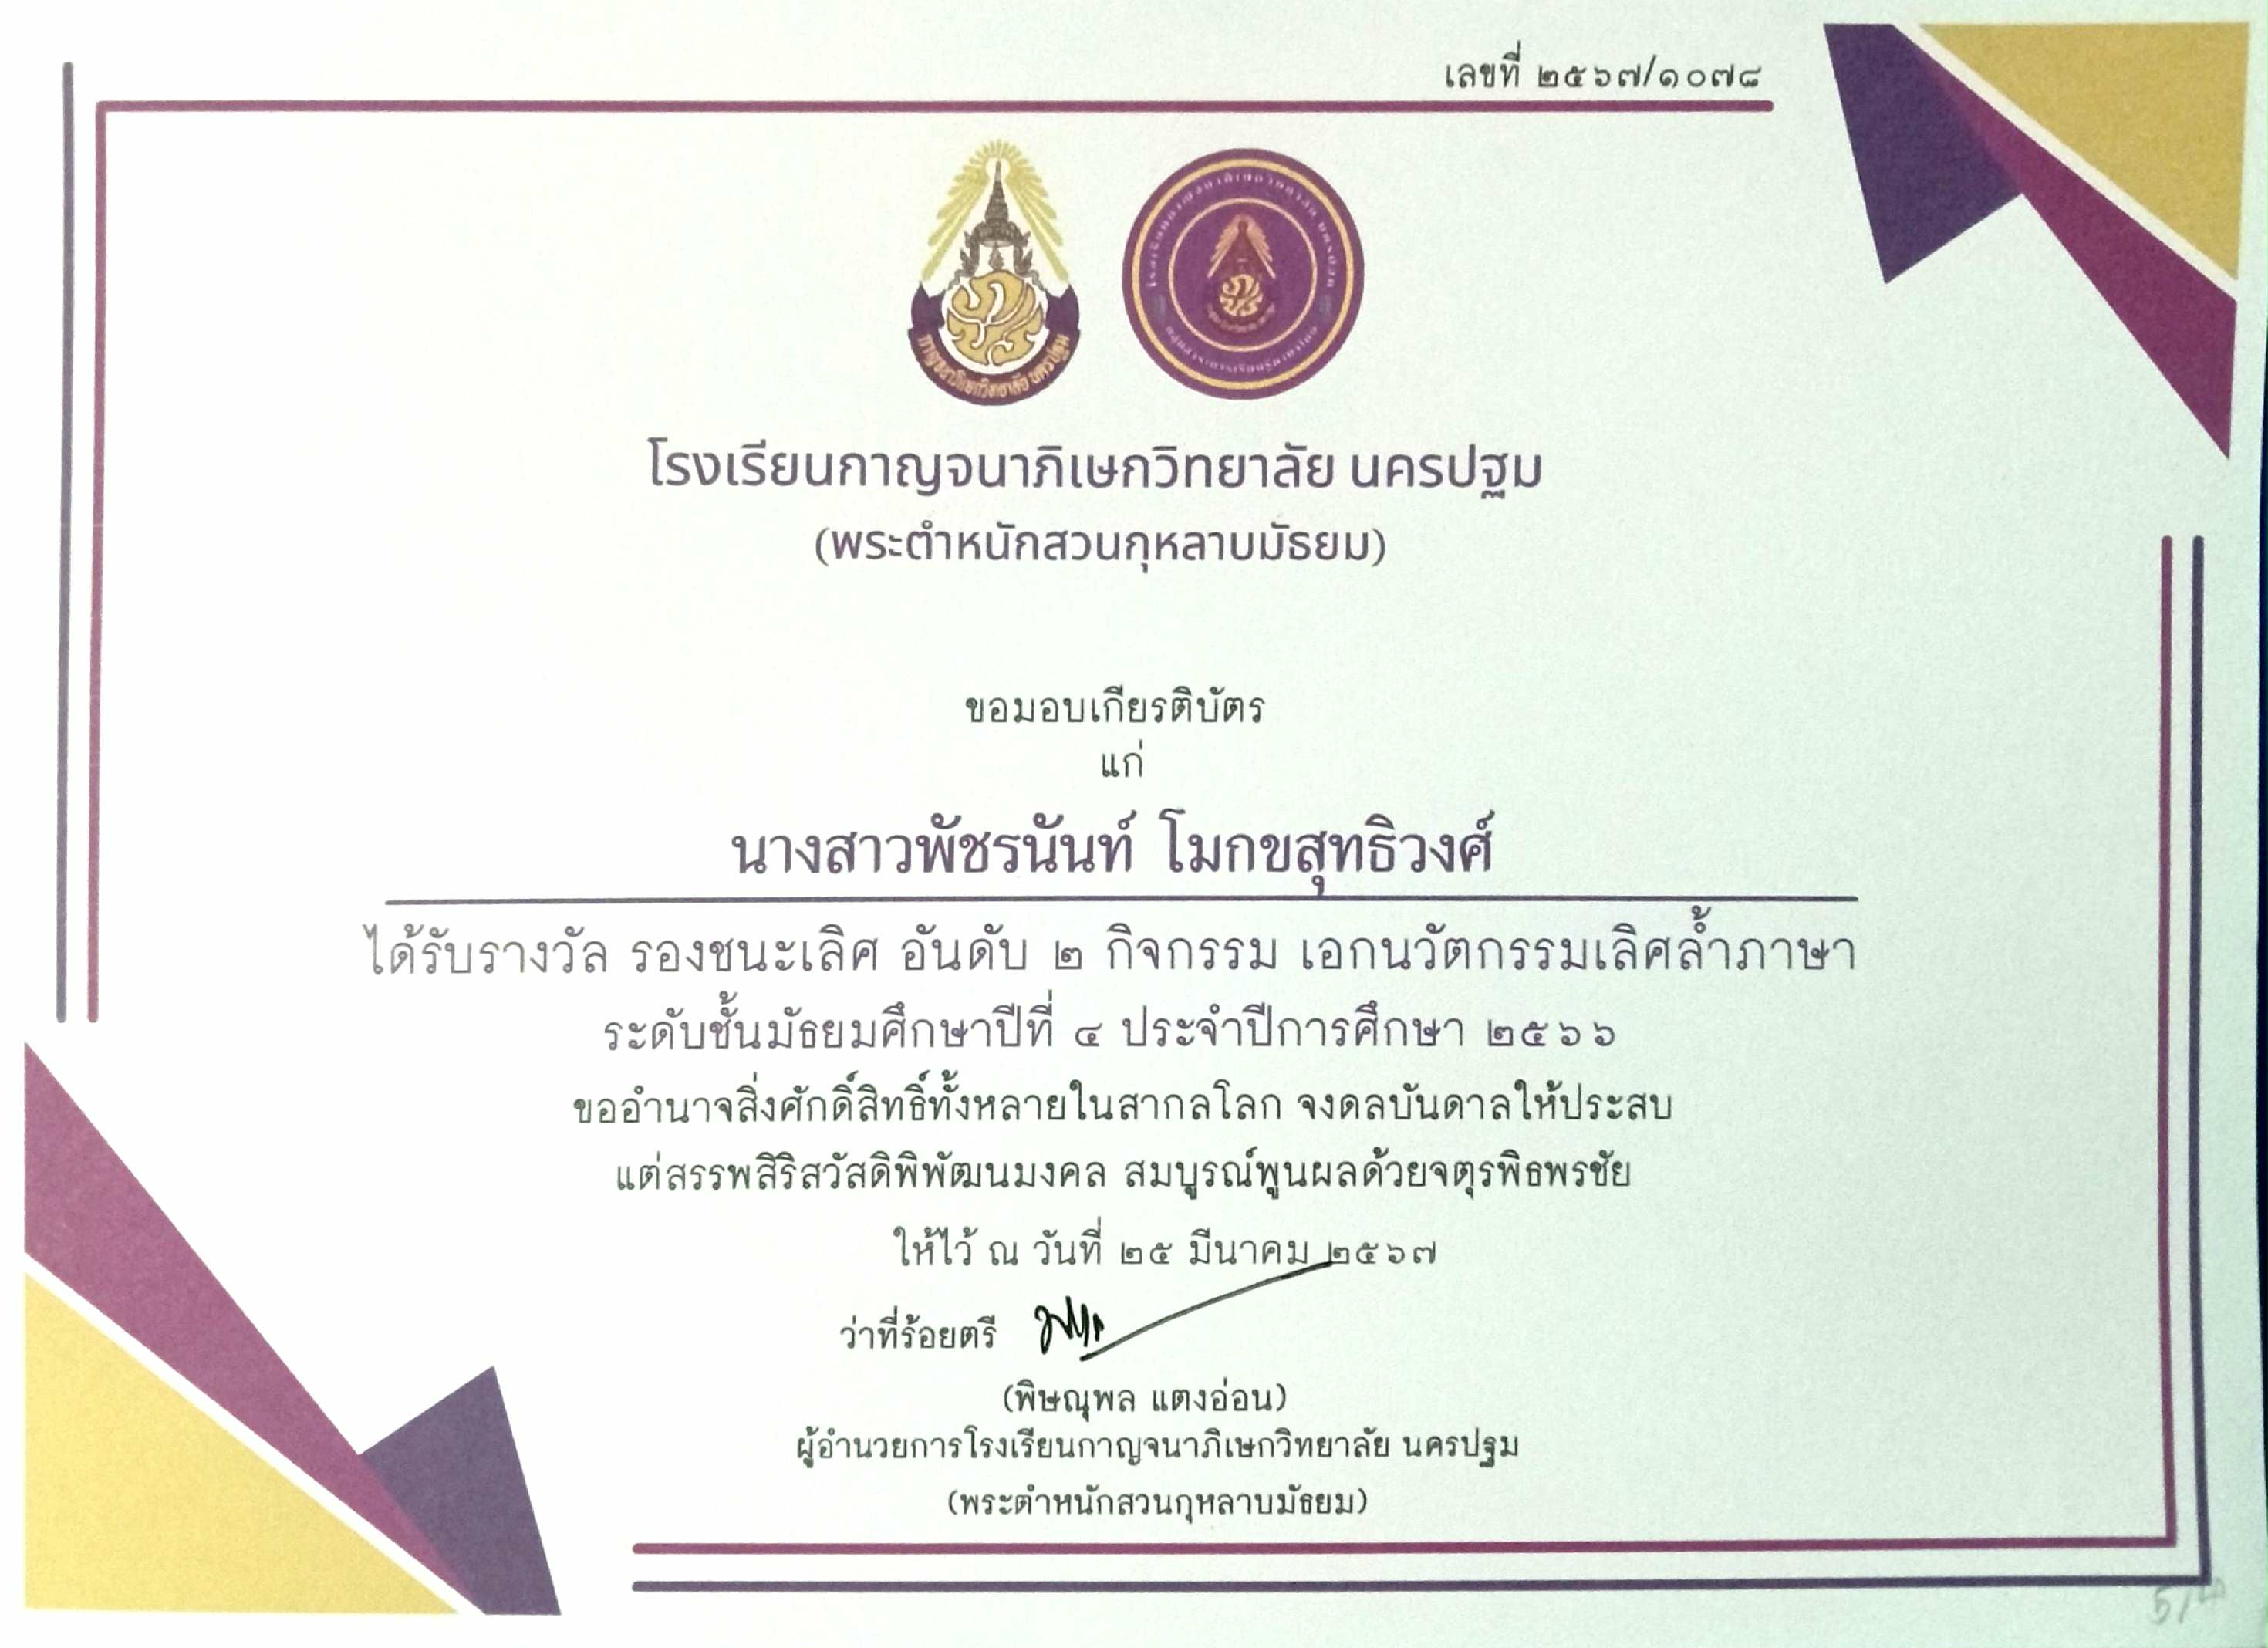 เลขที่ ๒๕๖๗/๑๐๗๘
กาญจนาภิเษกวิทยาลัย นครปฐม
โรงเรียนกาญจนาภิเษกวิทยาลัย นครปฐม
(พระตำหนักสวนกุหลาบมัธยม)
ขอมอบเกียรติบัตร
แก่
นางสาวพัชรนันท์ โมกขสุทธิวงศ์
ได้รับรางวัล รองชนะเลิศ อันดับ ๒ กิจกรรม เอกนวัตกรรมเลิศล้ำภาษา
ระดับชั้นมัธยมศึกษาปีที่ ๔ ประจำปีการศึกษา ๒๕๖๖
ขออำนาจสิ่งศักดิ์สิทธิ์ทั้งหลายในสากลโลก จงดลบันดาลให้ประสบ
แต่สรรพสิริสวัสดิพิพัฒนมงคล สมบูรณ์พูนผลด้วยจตุรพิธพรชัย
ให้ไว้ ณ วันที่ ๒๕ มีนาคม ๒๕๖๗
ว่าที่ร้อยตรี
(พิษณุพล แตงอ่อน)
ผู้อำนวยการโรงเรียนกาญจนาภิเษกวิทยาลัย นครปฐม
(พระตำหนักสวนกุหลาบมัธยม)